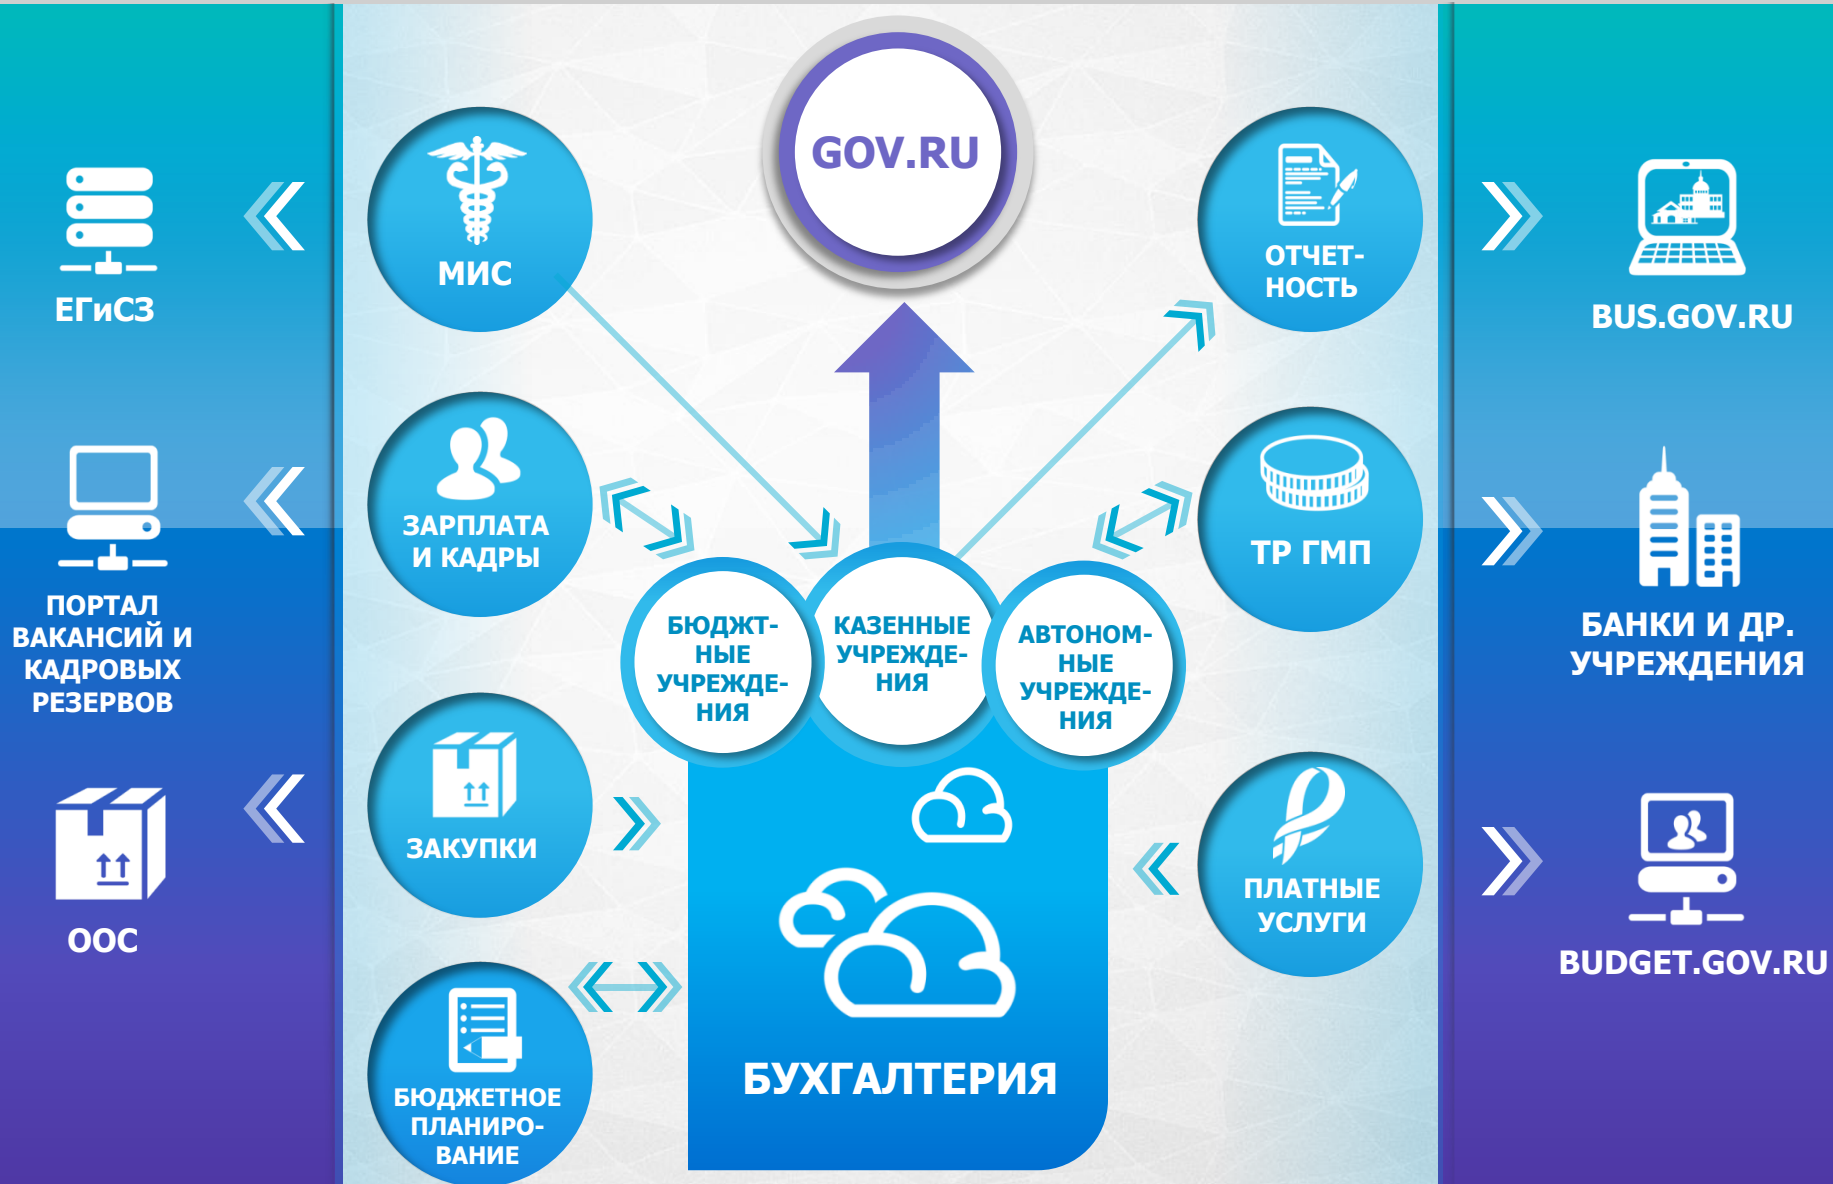 GOV.RU
МИС
ОТЧЕТ-
НОСТЬ
ЕГиСЗ
BUS.GOV.RU
ЗАРПЛАТА
И КАДРЫ
ТР ГМП
ПОРТАЛ
ВАКАНСИЙ И
КАДРОВЫХ
РЕЗЕРВОВ
БЮДЖТ-
НЫЕ
УЧРЕЖДЕ-
НИЯ
КАЗЕННЫЕ
УЧРЕЖДЕ-
НИЯ
АВТОНОМ-
НЫЕ
УЧРЕЖДЕ-
НИЯ
БАНКИ И ДР.
УЧРЕЖДЕНИЯ
ЗАКУПКИ
ПЛАТНЫЕ
УСЛУГИ
ООС
BUDGET.GOV.RU
БУХГАЛТЕРИЯ
БЮДЖЕТНОЕ
ПЛАНИРО-
ВАНИЕ